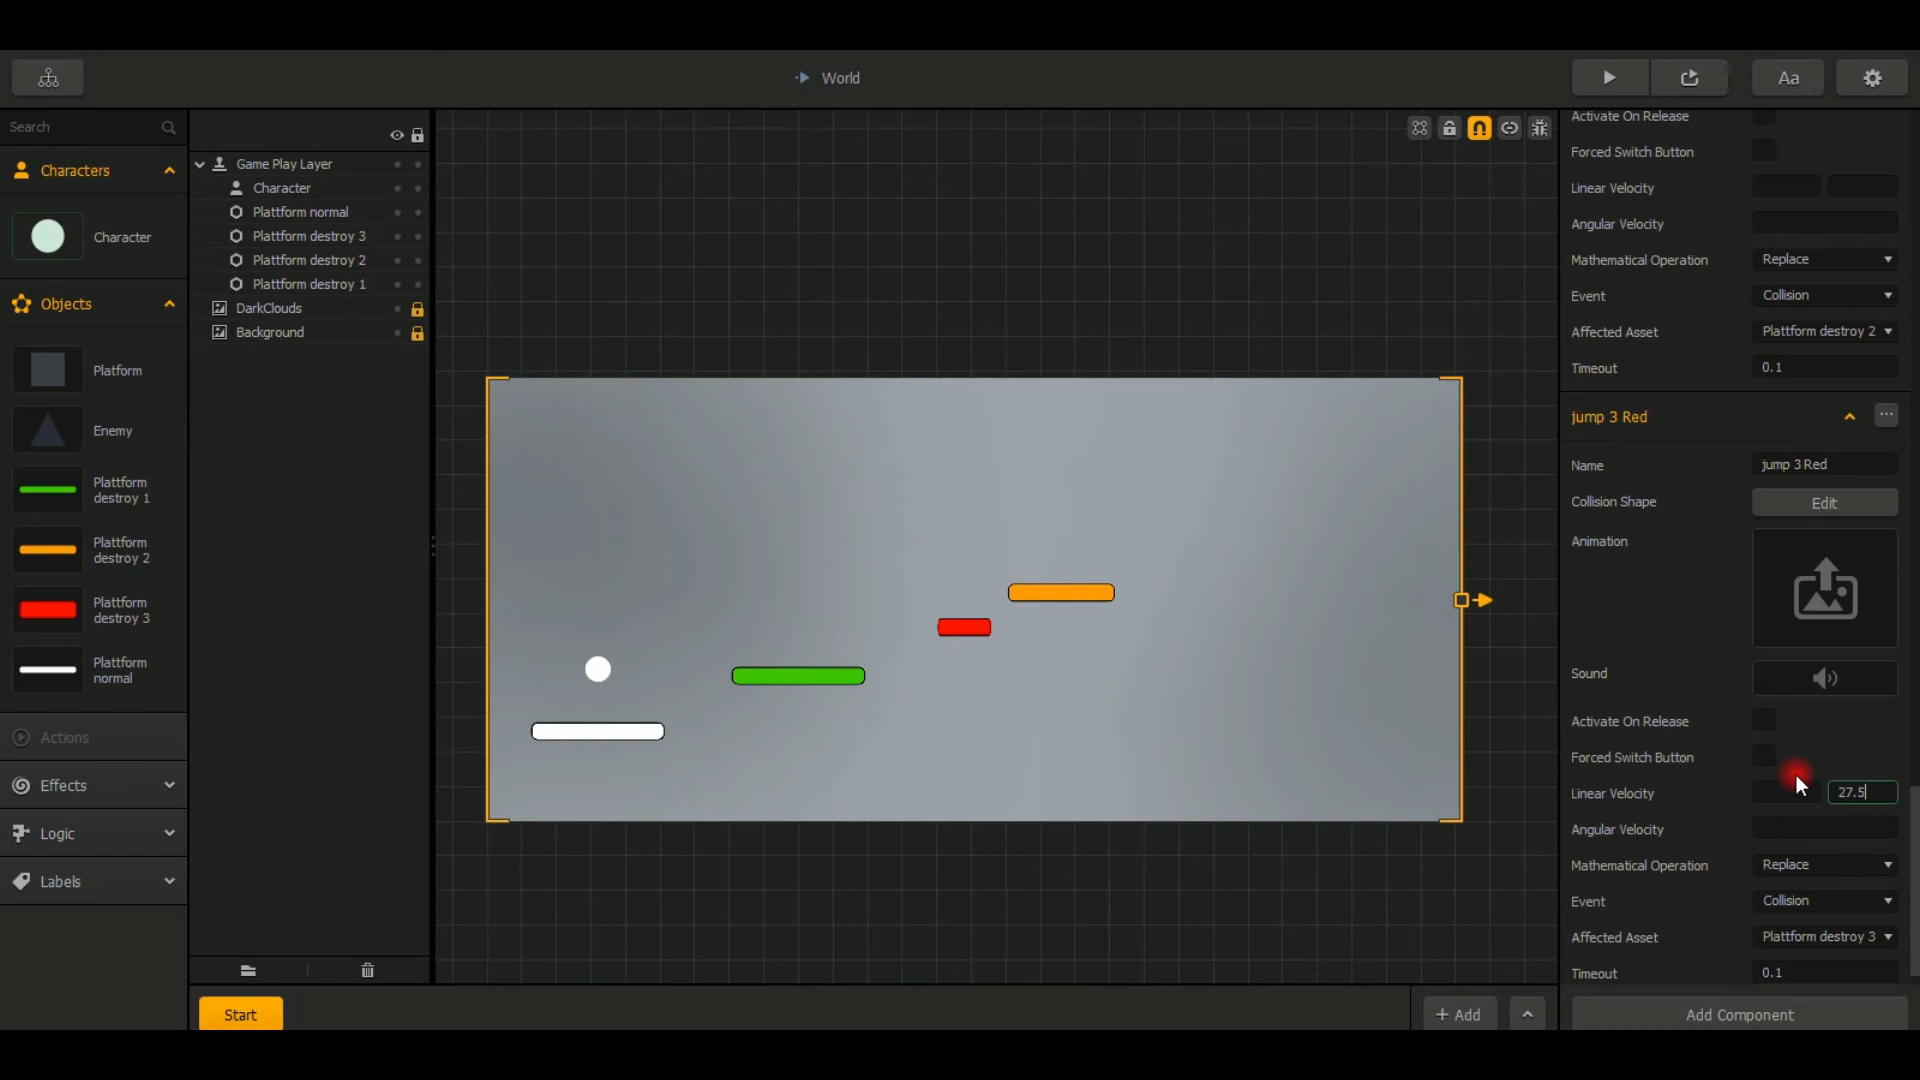 World
Aa
Search
Characters
Character
Objects
Platform
Enemy
Plattform
destroy 1
Plattform
destroy 2
Plattform
destroy 3
Plattform
normal
Actions
Effects
Logic
Labels
Game Play Layer
Character
Plattform normal
Plattform destroy 3
Plattform destroy 2
Plattform destroy 1
DarkClouds
Background
Start
+ Add
Activate On Release
Forced Switch Button
Linear Velocity
Angular Velocity
Mathematical Operation Replace
Event Collision
Affected Asset Plattform destroy 2
Timeout 0.1
jump 3 Red
Name jump 3 Red
Collision Shape Edit
Animation
Sound
Activate On Release
Forced Switch Button
Linear Velocity 27.5
Angular Velocity
Mathematical Operation Replace
Event Collision
Affected Asset Plattform destroy 3
Timeout 0.1
Add Component